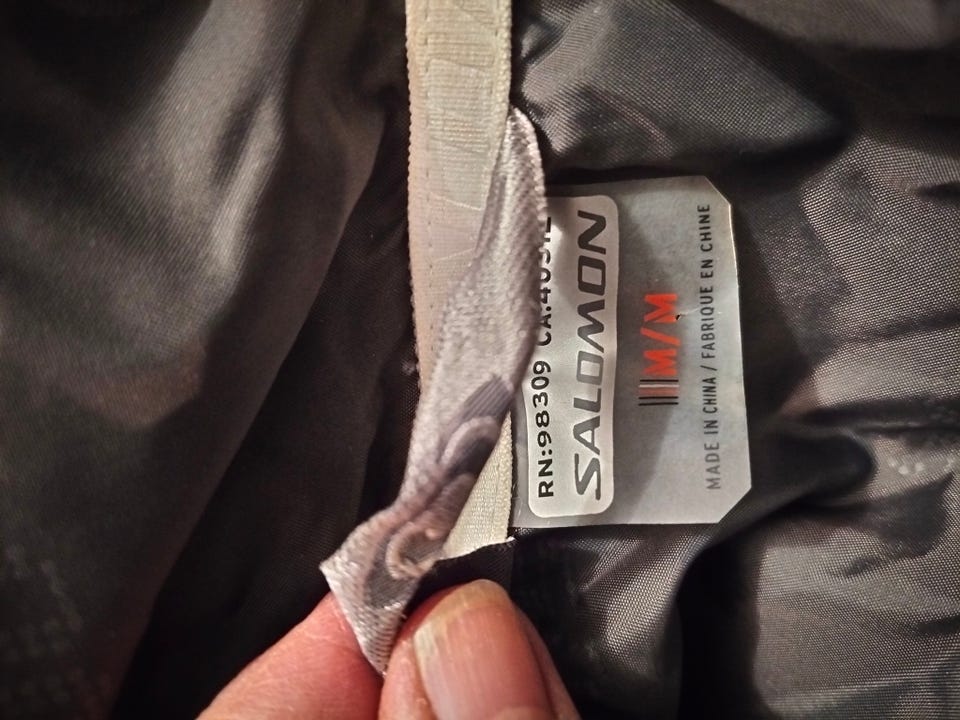 RN:98309
SALOMON
M/M
MADE IN CHINA / FABRIQUE EN CHINE